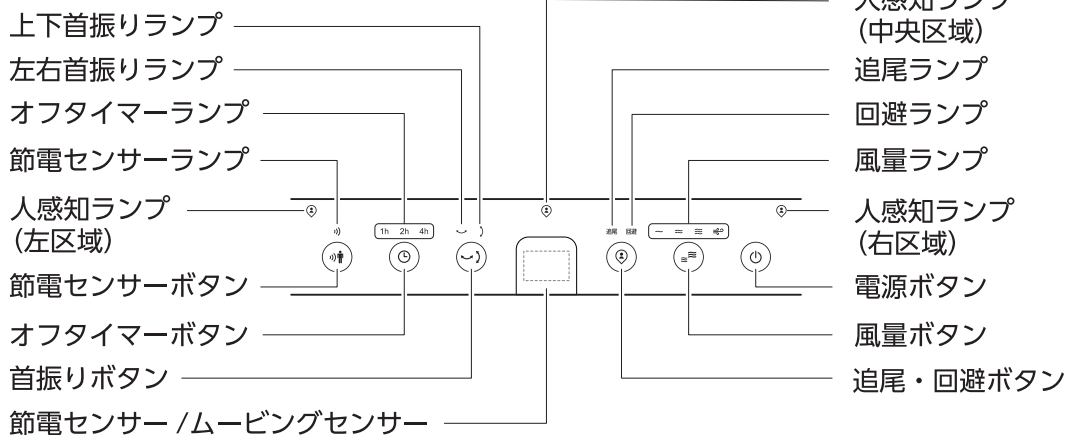 上下首振りランプ
左右首振りランプ
オフタイマーランプ
節電センサーランプ
人感知ランプ
(左区域)
節電センサーボタン
オフタイマーボタン
首振りボタン
節電センサー /ムービングセンサー
1h 2h 4h
追尾 回避
人感知ランプ
(中央区域)
追尾ランプ
回避ランプ
風量ランプ
人感知ランプ
(右区域)
電源ボタン
風量ボタン
追尾・回避ボタン